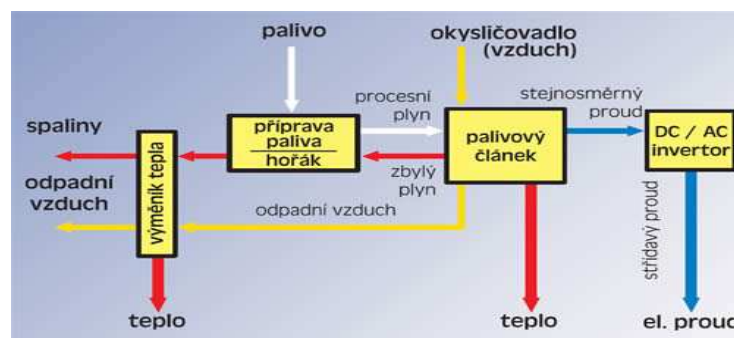 palivo
okysličovadlo
(vzduch)
procesní
plyn
stejnosměrný
proud
spaliny
příprava
paliva
hořák
palivový
článek
DC / AC
invertor
zbylý
plyn
odpadní
vzduch
výměník tepla
odpadní vzduch
střídavý proud
teplo
teplo
el. proud